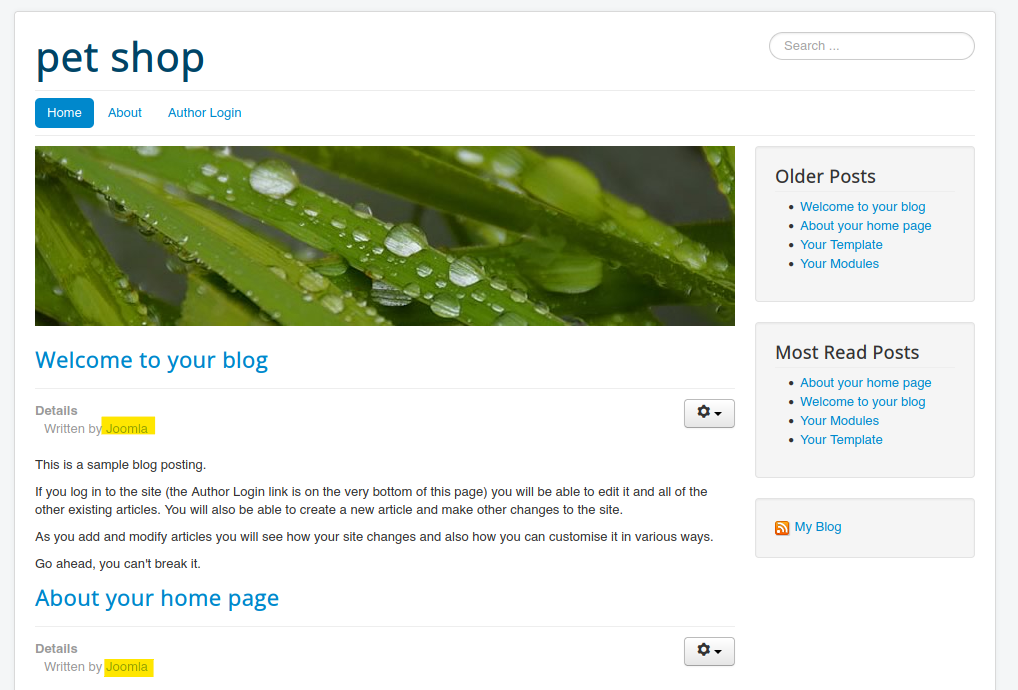 pet shop
Search ...
Home
About
Author Login
Welcome to your blog
Details
Written by Joomla
This is a sample blog posting.
If you log in to the site (the Author Login link is on the very bottom of this page) you will be able to edit it and all of the
other existing articles. You will also be able to create a new article and make other changes to the site.
As you add and modify articles you will see how your site changes and also how you can customise it in various ways.
Go ahead, you can't break it.
About your home page
Details
Written by Joomla
Older Posts
Welcome to your blog
About your home page
Your Template
Your Modules
Most Read Posts
About your home page
Welcome to your blog
Your Modules
Your Template
My Blog